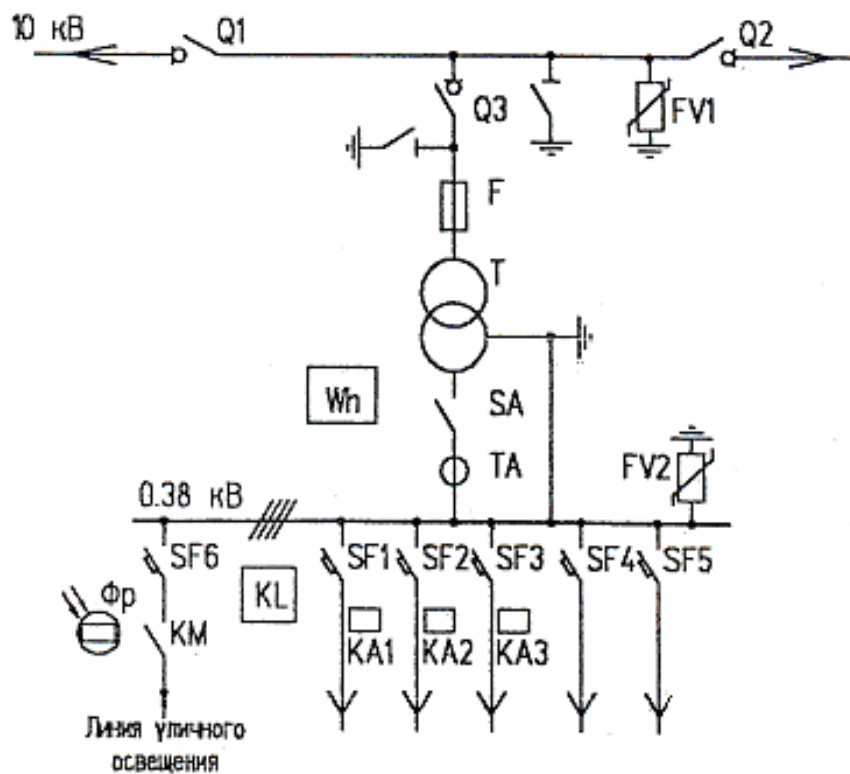 10 кВ
Q1
Q2
Q3
FV1
F
T
Wh
SA
TA
FV2
0.38 кВ
SF6
SF1
SF2
SF3
SF4
SF5
Фр
KL
KM
KA1
KA2
KA3
Линия уличного
освещения